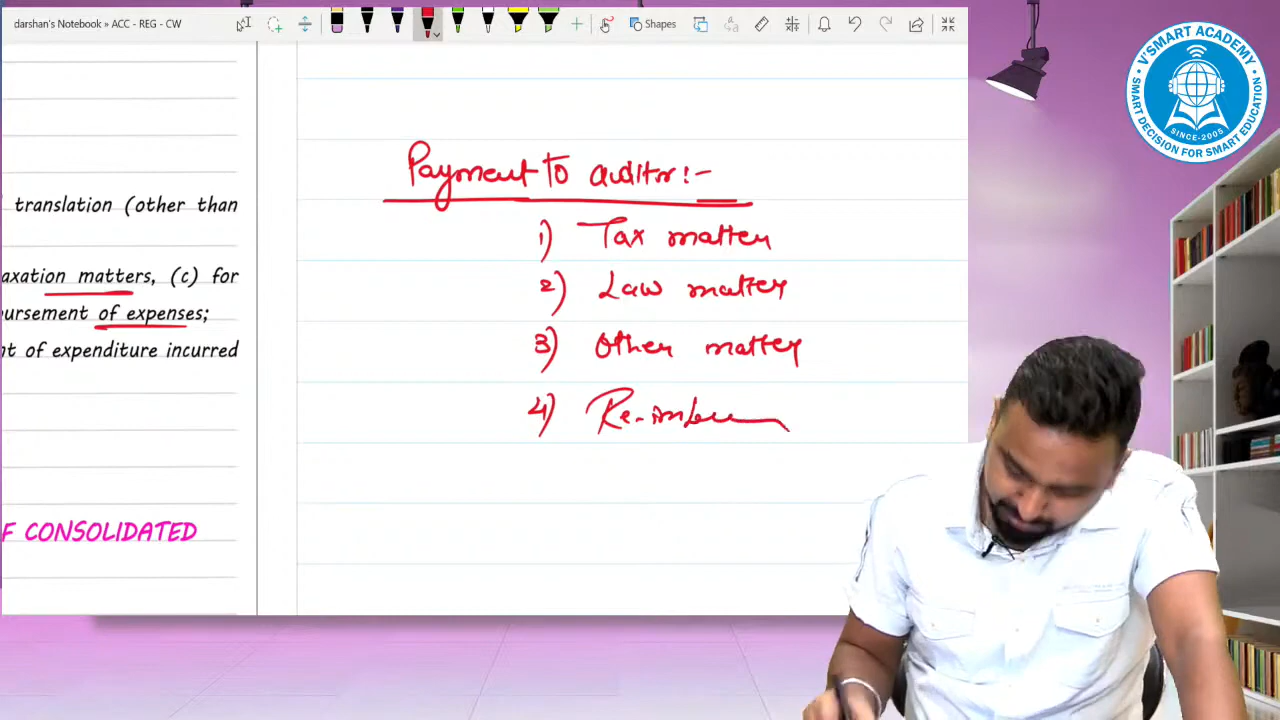 darshan's Notebook » ACC - REG - CW
Shapes
translation (other than
axation matters, (c) for
ursement of expenses;
nt of expenditure incurred
F CONSOLIDATED
Payment To auditor:-
1) Tax matter
2) Law matter
3) Other matter
4)
V'SMART ACADEMY
SINCE-2005
SMART DECISION FOR SMART EDUCATION